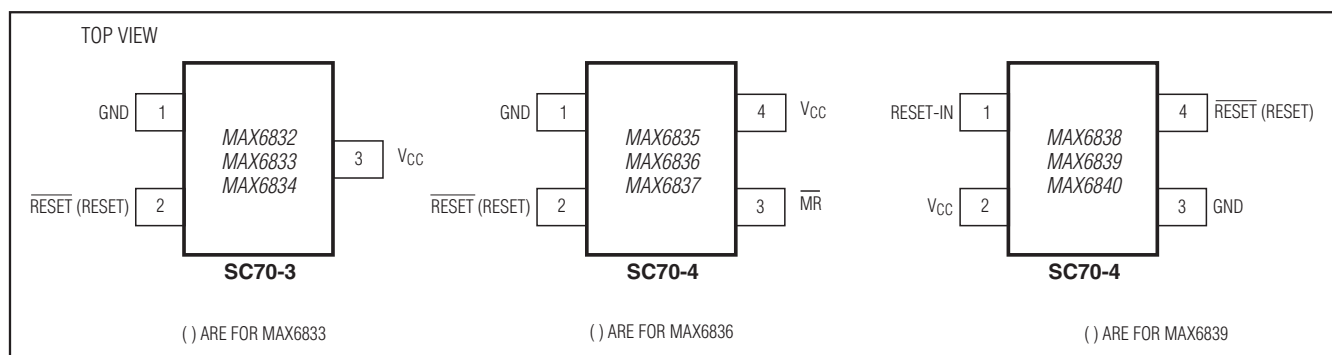 TOP VIEW
GND 1
MAX6832
MAX6833
MAX6834
3 VCC
RESET (RESET) 2
SC70-3
( ) ARE FOR MAX6833
GND 1
MAX6835
MAX6836
MAX6837
4 VCC
RESET (RESET) 2
3 MR
SC70-4
( ) ARE FOR MAX6836
RESET-IN 1
MAX6838
MAX6839
MAX6840
4 RESET (RESET)
VCC 2
3 GND
SC70-4
( ) ARE FOR MAX6839